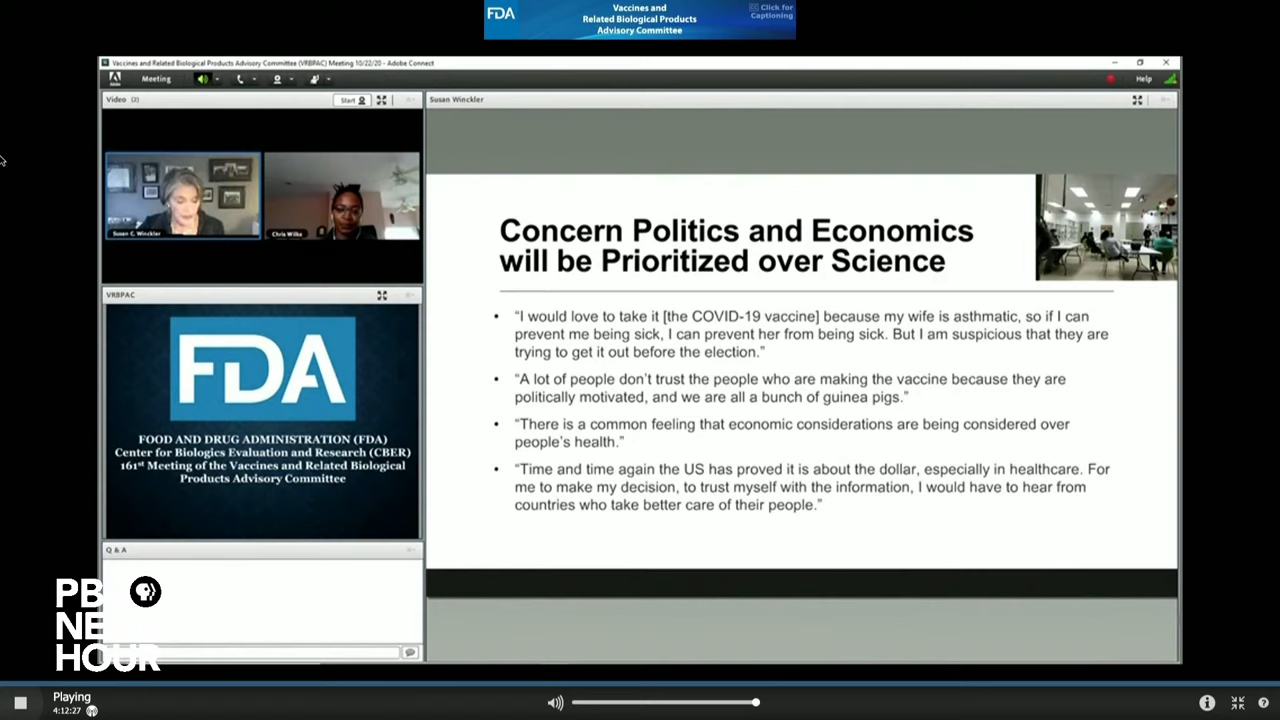 FDA
Vaccines and
Related Biological Products
Advisory Committee
CC Click for
Captioning
Vaccines and Related Biological Products Advisory Committee (VRBPAC) Meeting 10/22/20 - Adobe Connect
Meeting
Help
Video (2)
Start
Susan Winckler
Susan C. Winckler
Chris Wilks
Concern Politics and Economics
will be Prioritized over Science
• “I would love to take it [the COVID-19 vaccine] because my wife is asthmatic, so if I can
prevent me being sick, I can prevent her from being sick. But I am suspicious that they are
trying to get it out before the election.”
• “A lot of people don’t trust the people who are making the vaccine because they are
politically motivated, and we are all a bunch of guinea pigs.”
• “There is a common feeling that economic considerations are being considered over
people’s health.”
• “Time and time again the US has proved it is about the dollar, especially in healthcare. For
me to make my decision, to trust myself with the information, I would have to hear from
countries who take better care of their people.”
VRBPAC
FDA
FOOD AND DRUG ADMINISTRATION (FDA)
Center for Biologics Evaluation and Research (CBER)
161st Meeting of the Vaccines and Related Biological
Products Advisory Committee
Q & A
PBS
NEWS
HOUR
Playing
4:12:27